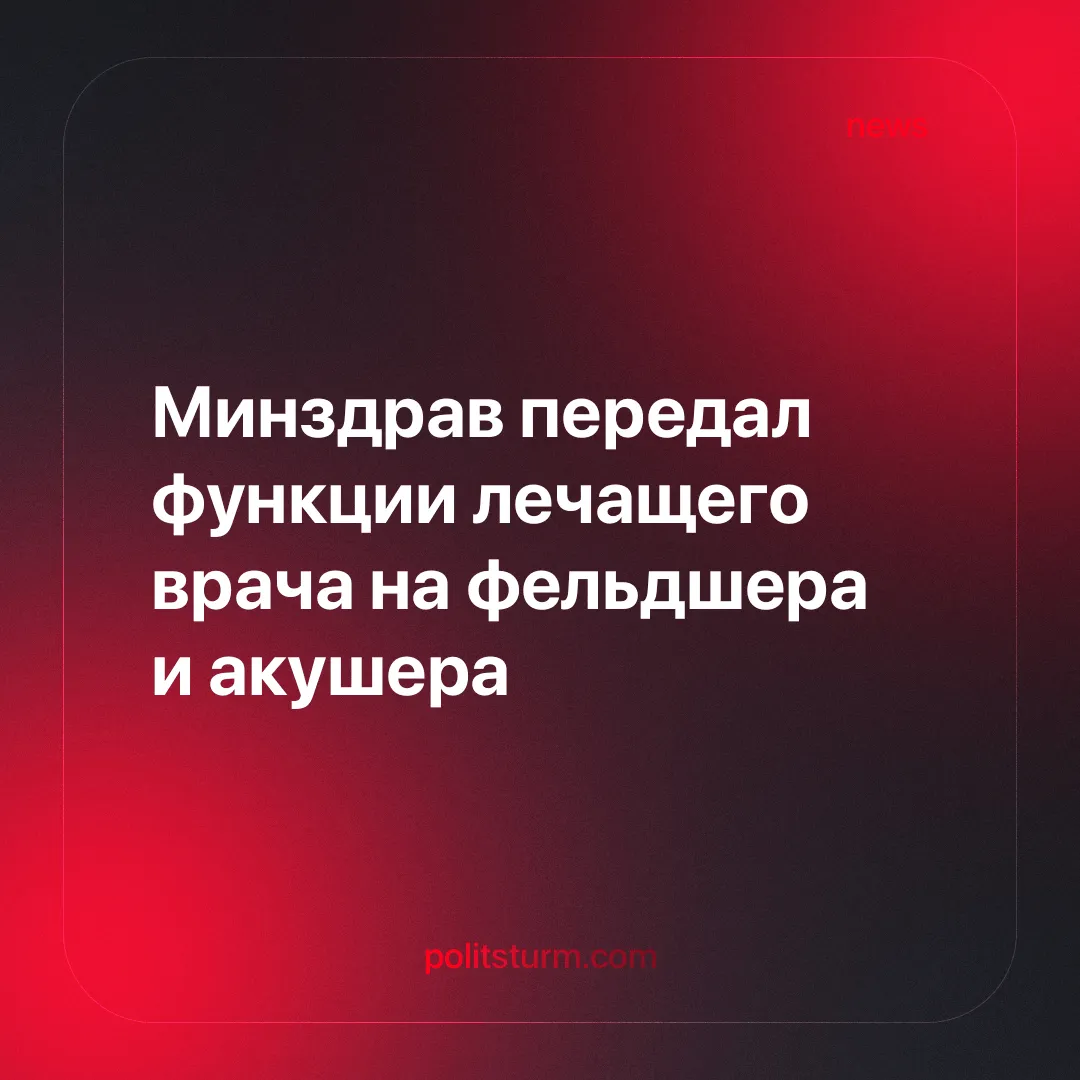 news
Минздрав передал
функции лечащего
врача на фельдшера
и акушера
politsturm.com